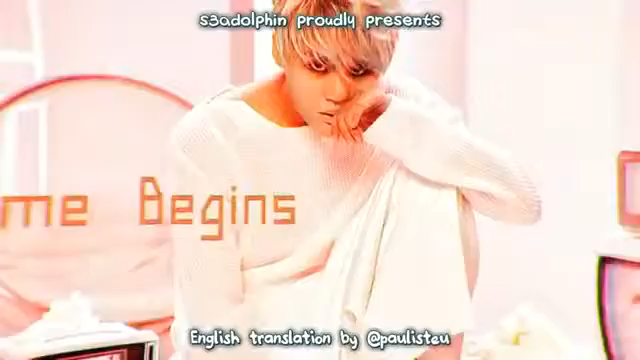 s3adolphin proudly presents
me Begins
English translation by @paulisteu